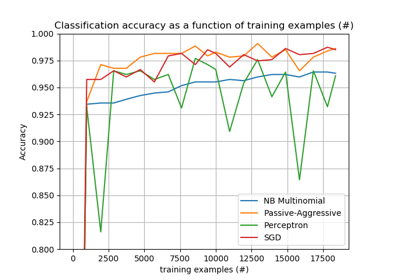 Classification accuracy as a function of training examples (#)
1.000
0.975
0.950
0.925
0.900
0.875
0.850
0.825
0.800
Accuracy
NB Multinomial
Passive-Aggressive
Perceptron
SGD
0 2500 5000 7500 10000 12500 15000 17500
training examples (#)